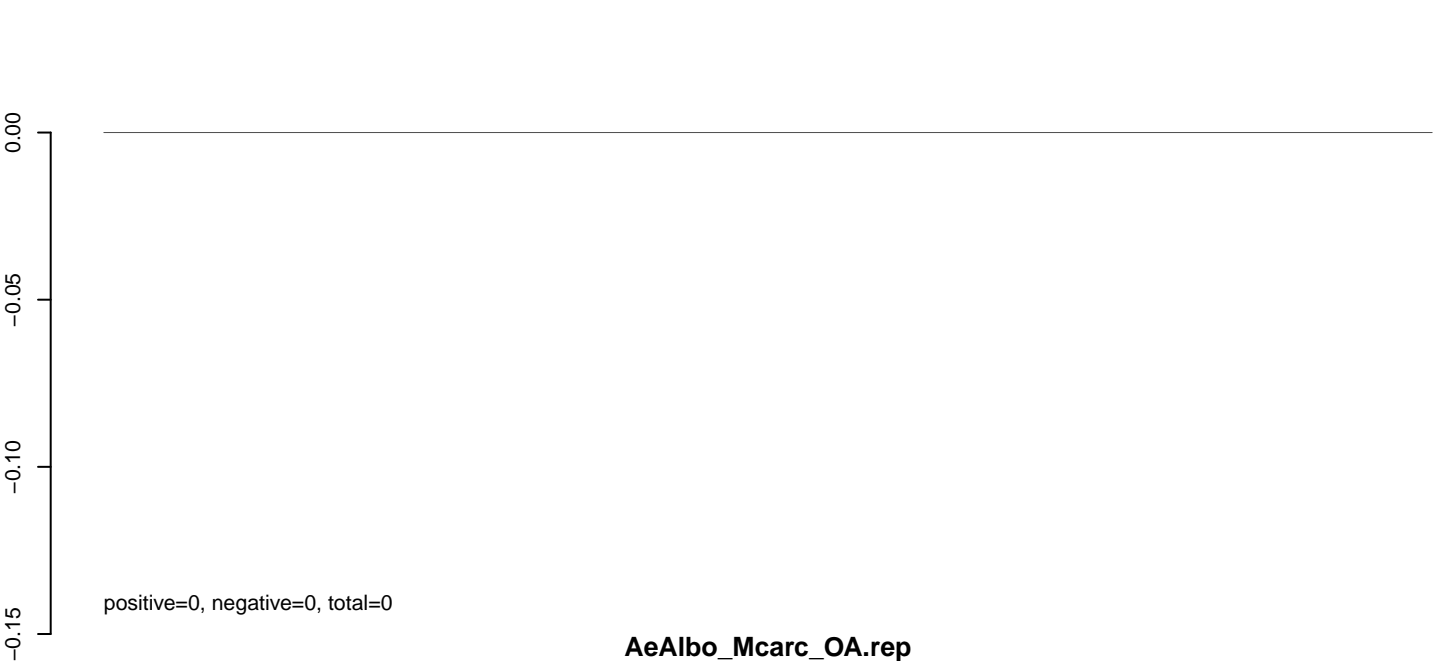 0.00
−0.05
−0.10
−0.15
positive=0, negative=0, total=0
AeAlbo_Mcarc_OA.rep